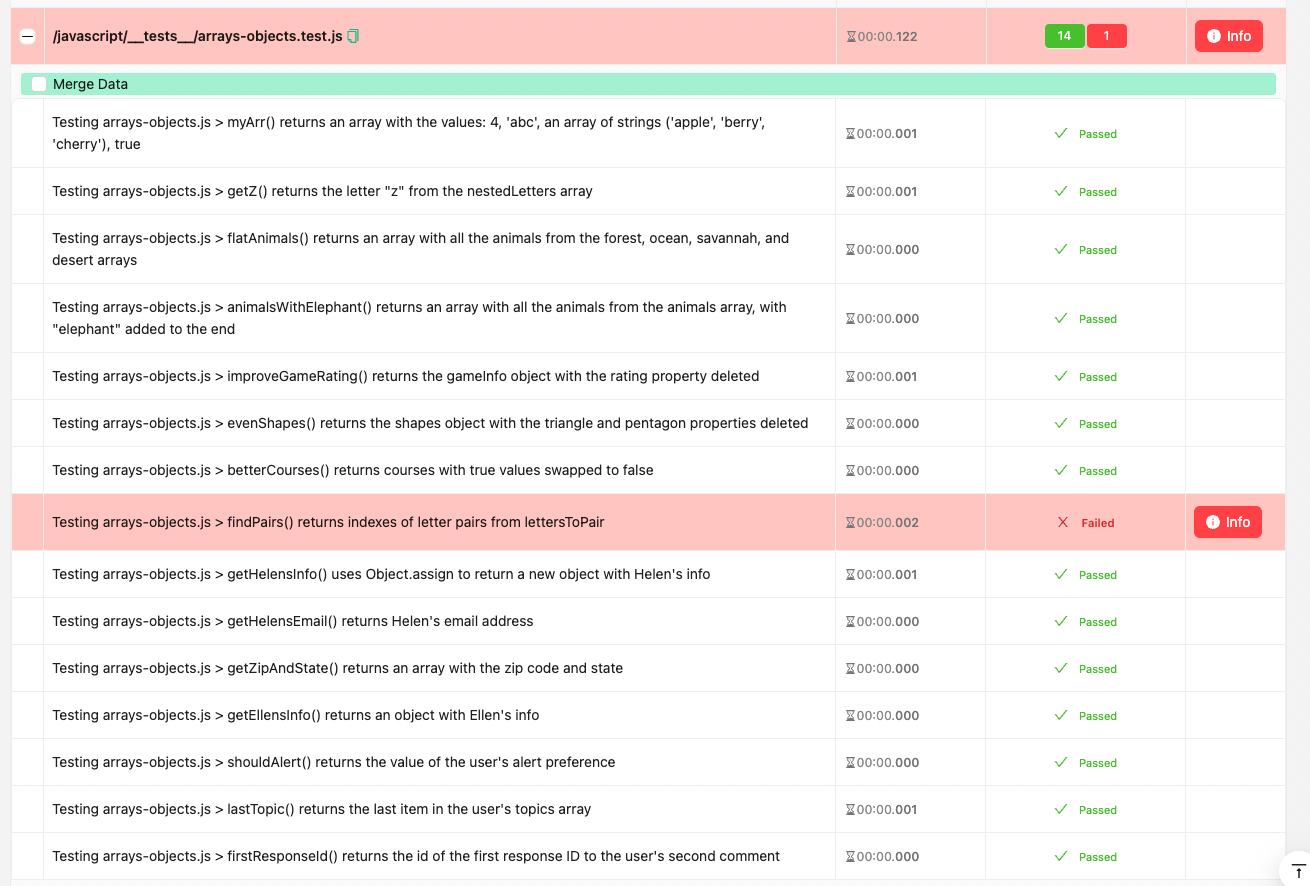 /javascript/__tests__/arrays-objects.test.js 00:00.122 14 1 Info
Merge Data
Testing arrays-objects.js > myArr() returns an array with the values: 4, 'abc', an array of strings ('apple', 'berry',
'cherry'), true
00:00.001 Passed
Testing arrays-objects.js > getZ() returns the letter "z" from the nestedLetters array 00:00.001 Passed
Testing arrays-objects.js > flatAnimals() returns an array with all the animals from the forest, ocean, savannah, and
desert arrays
00:00.000 Passed
Testing arrays-objects.js > animalsWithElephant() returns an array with all the animals from the animals array, with
"elephant" added to the end
00:00.000 Passed
Testing arrays-objects.js > improveGameRating() returns the gameInfo object with the rating property deleted 00:00.001 Passed
Testing arrays-objects.js > evenShapes() returns the shapes object with the triangle and pentagon properties deleted 00:00.000 Passed
Testing arrays-objects.js > betterCourses() returns courses with true values swapped to false 00:00.000 Passed
Testing arrays-objects.js > findPairs() returns indexes of letter pairs from lettersToPair 00:00.002 Failed Info
Testing arrays-objects.js > getHelensInfo() uses Object.assign to return a new object with Helen's info 00:00.001 Passed
Testing arrays-objects.js > getHelensEmail() returns Helen's email address 00:00.000 Passed
Testing arrays-objects.js > getZipAndState() returns an array with the zip code and state 00:00.000 Passed
Testing arrays-objects.js > getEllensInfo() returns an object with Ellen's info 00:00.000 Passed
Testing arrays-objects.js > shouldAlert() returns the value of the user's alert preference 00:00.000 Passed
Testing arrays-objects.js > lastTopic() returns the last item in the user's topics array 00:00.001 Passed
Testing arrays-objects.js > firstResponseId() returns the id of the first response ID to the user's second comment 00:00.000 Passed